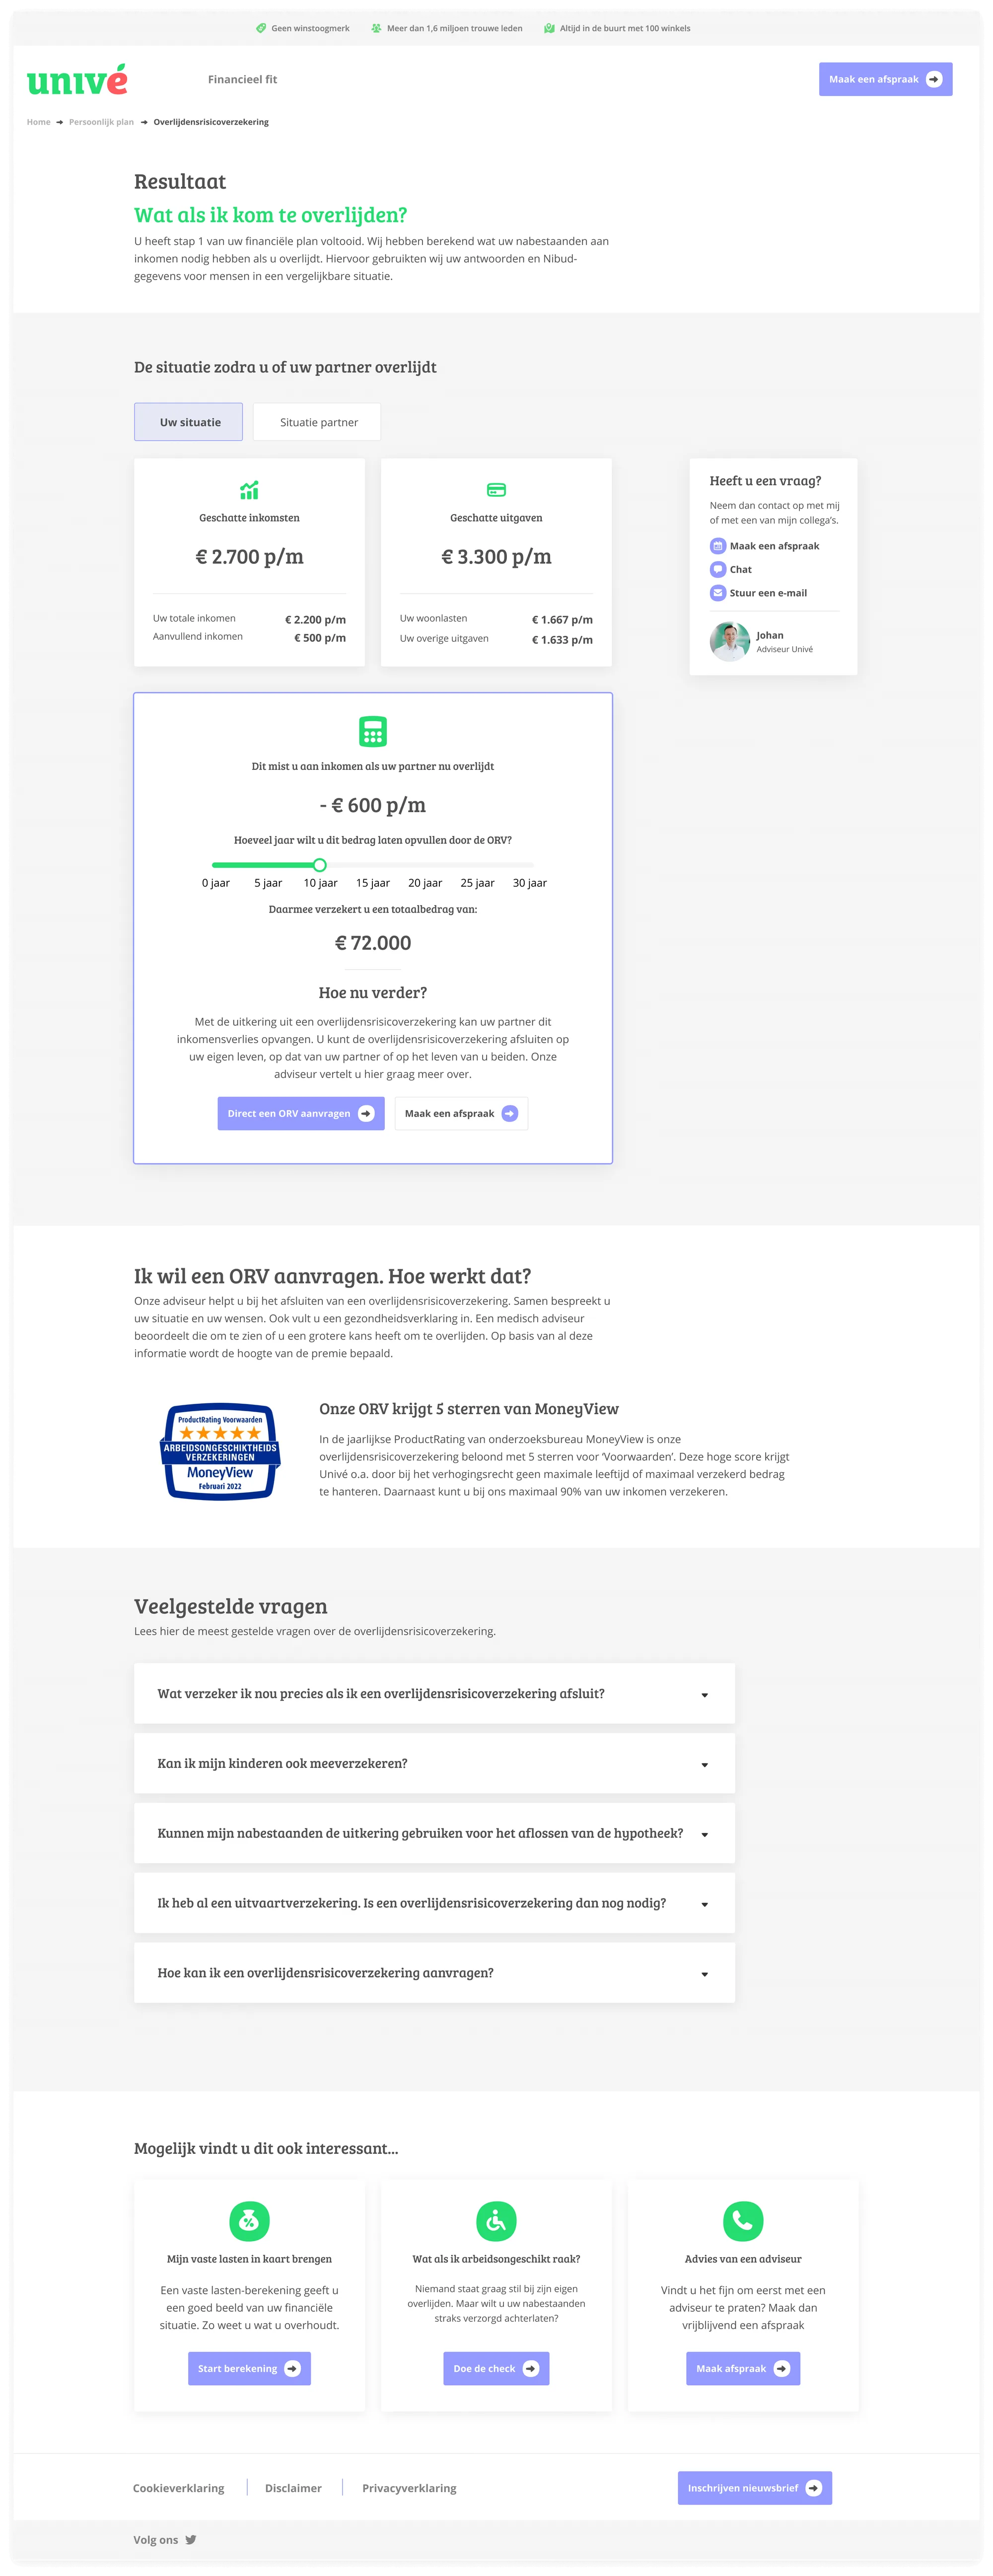 Geen winstoogmerk
Meer dan 1,6 miljoen trouwe leden
Altijd in de buurt met 100 winkels
univé
Financieel fit
Maak een afspraak
Home
Persoonlijk plan
Overlijdensrisicoverzekering
Resultaat
Wat als ik kom te overlijden?
U heeft stap 1 van uw financiële plan voltooid. Wij hebben berekend wat uw nabestaanden aan
inkomen nodig hebben als u overlijdt. Hiervoor gebruikten wij uw antwoorden en Nibud-
gegevens voor mensen in een vergelijkbare situatie.
De situatie zodra u of uw partner overlijdt
Uw situatie
Situatie partner
Geschatte inkomsten
€ 2.700 p/m
Uw totale inkomen € 2.200 p/m
Aanvullend inkomen € 500 p/m
Geschatte uitgaven
€ 3.300 p/m
Uw woonlasten € 1.667 p/m
Uw overige uitgaven € 1.633 p/m
Heeft u een vraag?
Neem dan contact op met mij
of met een van mijn collega's.
Maak een afspraak
Chat
Stuur een e-mail
Johan
Adviseur Univé
Dit mist u aan inkomen als uw partner nu overlijdt
- € 600 p/m
Hoeveel jaar wilt u dit bedrag laten opvullen door de ORV?
0 jaar 5 jaar 10 jaar 15 jaar 20 jaar 25 jaar 30 jaar
Daarmee verzekert u een totaalbedrag van:
€ 72.000
Hoe nu verder?
Met de uitkering uit een overlijdensrisicoverzekering kan uw partner dit
inkomensverlies opvangen. U kunt de overlijdensrisicoverzekering afsluiten op
uw eigen leven, op dat van uw partner of op het leven van u beiden. Onze
adviseur vertelt u hier graag meer over.
Direct een ORV aanvragen
Maak een afspraak
Ik wil een ORV aanvragen. Hoe werkt dat?
Onze adviseur helpt u bij het afsluiten van een overlijdensrisicoverzekering. Samen bespreekt u
uw situatie en uw wensen. Ook vult u een gezondheidsverklaring in. Een medisch adviseur
beoordeelt die om te zien of u een grotere kans heeft om te overlijden. Op basis van al deze
informatie wordt de hoogte van de premie bepaald.
ProductRating Voorwaarden
ARBEIDSONGESCHIKTHEIDS
VERZEKERINGEN
MoneyView
Februari 2022
Onze ORV krijgt 5 sterren van MoneyView
In de jaarlijkse ProductRating van onderzoeksbureau MoneyView is onze
overlijdensrisicoverzekering beloond met 5 sterren voor 'Voorwaarden'. Deze hoge score krijgt
Univé o.a. door bij het verhogingsrecht geen maximale leeftijd of maximaal verzekerd bedrag
te hanteren. Daarnaast kunt u bij ons maximaal 90% van uw inkomen verzekeren.
Veelgestelde vragen
Lees hier de meest gestelde vragen over de overlijdensrisicoverzekering.
Wat verzeker ik nou precies als ik een overlijdensrisicoverzekering afsluit?
Kan ik mijn kinderen ook meeverzekeren?
Kunnen mijn nabestaanden de uitkering gebruiken voor het aflossen van de hypotheek?
Ik heb al een uitvaartverzekering. Is een overlijdensrisicoverzekering dan nog nodig?
Hoe kan ik een overlijdensrisicoverzekering aanvragen?
Mogelijk vindt u dit ook interessant...
Mijn vaste lasten in kaart brengen
Een vaste lasten-berekening geeft u
een goed beeld van uw financiële
situatie. Zo weet u wat u overhoudt.
Start berekening
Wat als ik arbeidsongeschikt raak?
Niemand staat graag stil bij zijn eigen
overlijden. Maar wilt u uw nabestaanden
straks verzorgd achterlaten?
Doe de check
Advies van een adviseur
Vindt u het fijn om eerst met een
adviseur te praten? Maak dan
vrijblijvend een afspraak
Maak afspraak
Cookieverklaring
Disclaimer
Privacyverklaring
Inschrijven nieuwsbrief
Volg ons